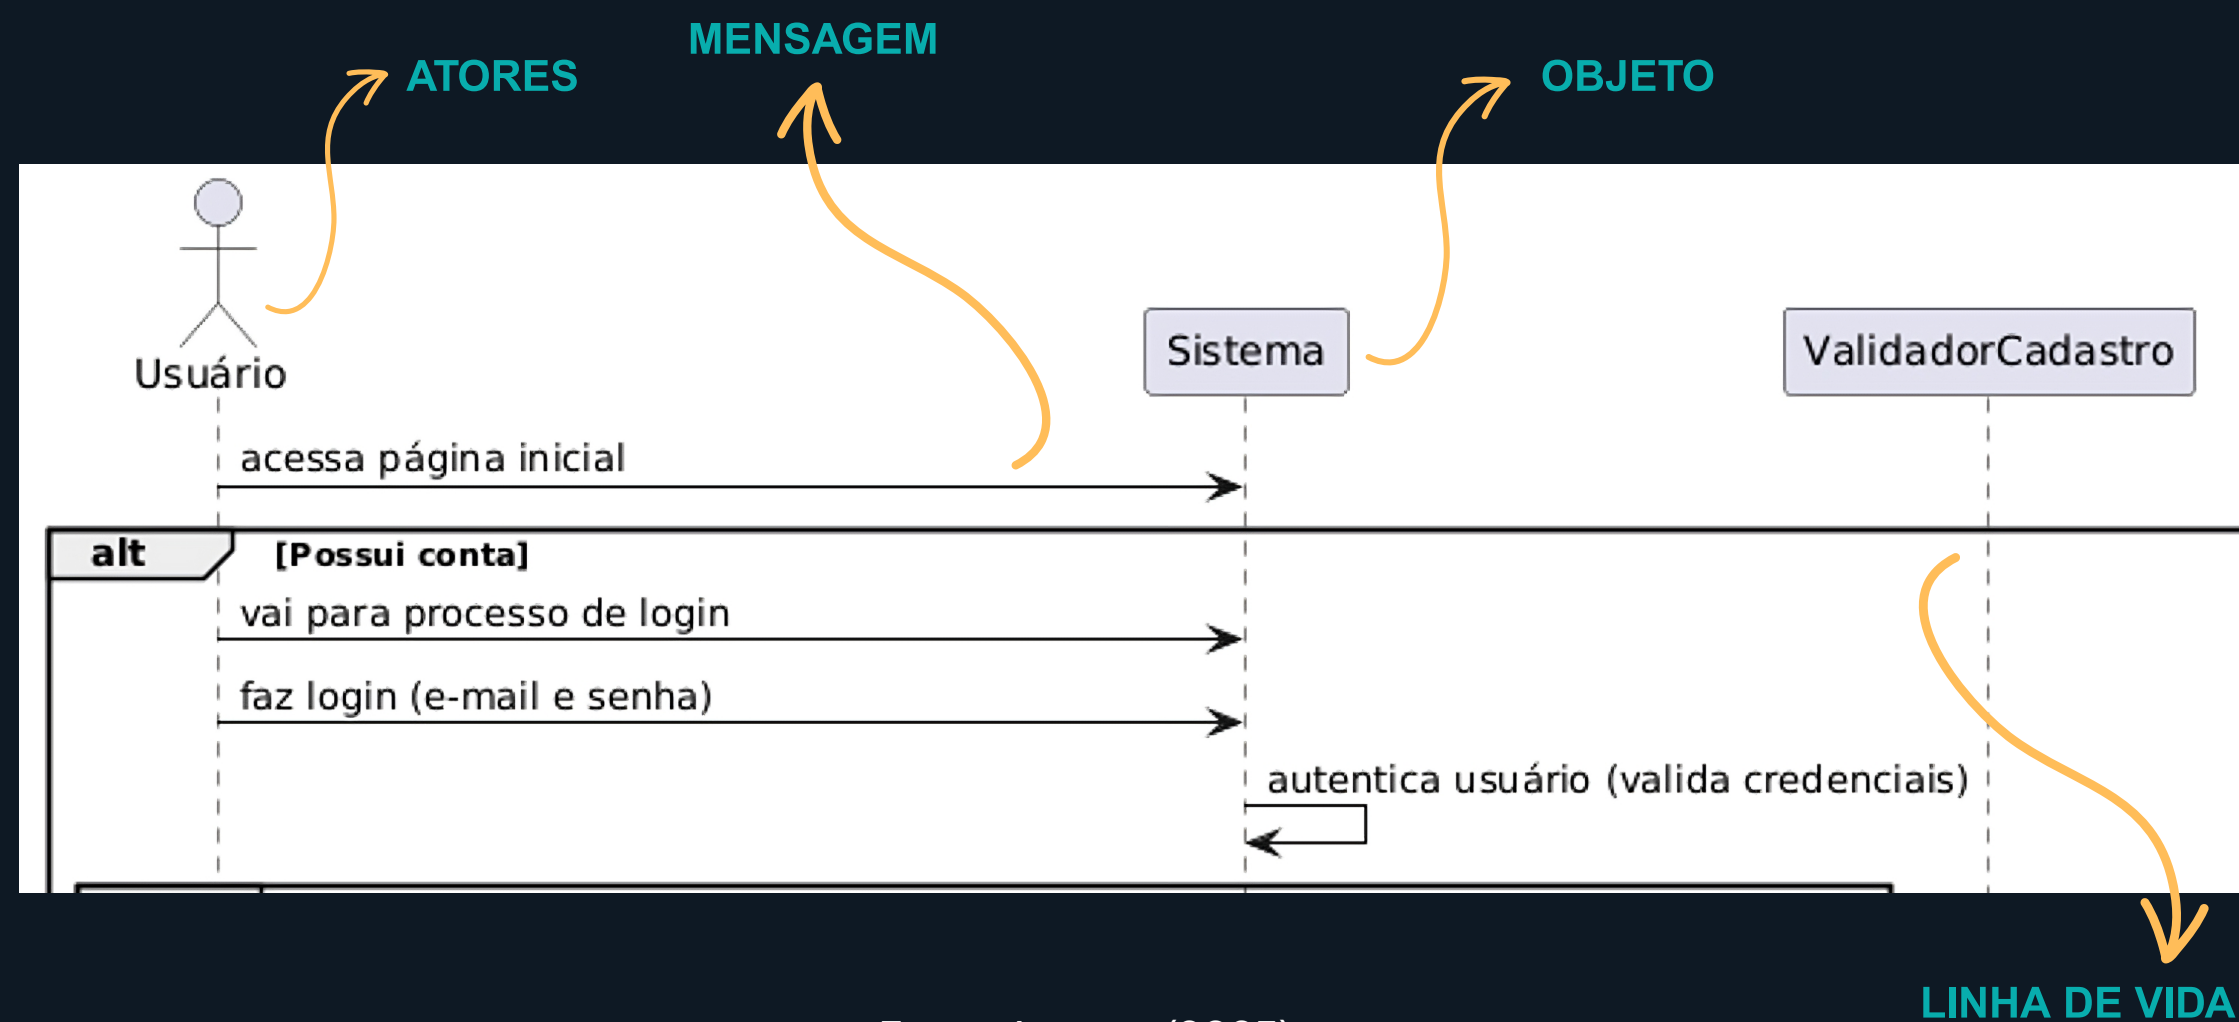 MENSAGEM
ATORES
OBJETO
Usuário
Sistema
ValidadorCadastro
acessa página inicial
alt [Possui conta]
vai para processo de login
faz login (e-mail e senha)
autentica usuário (valida credenciais)
LINHA DE VIDA